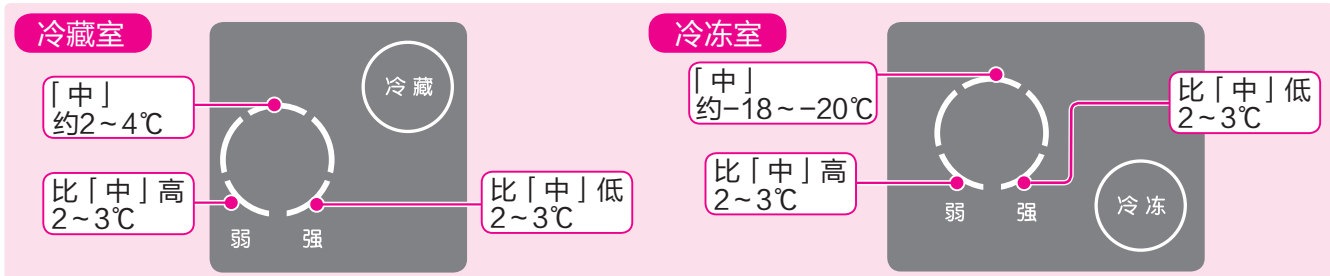 冷藏室
「中」
约2~4℃
比「中」高
2~3℃
冷藏
弱 强
比「中」低
2~3℃
冷冻室
「中」
约−18~−20℃
比「中」高
2~3℃
弱 强
冷冻
比「中」低
2~3℃